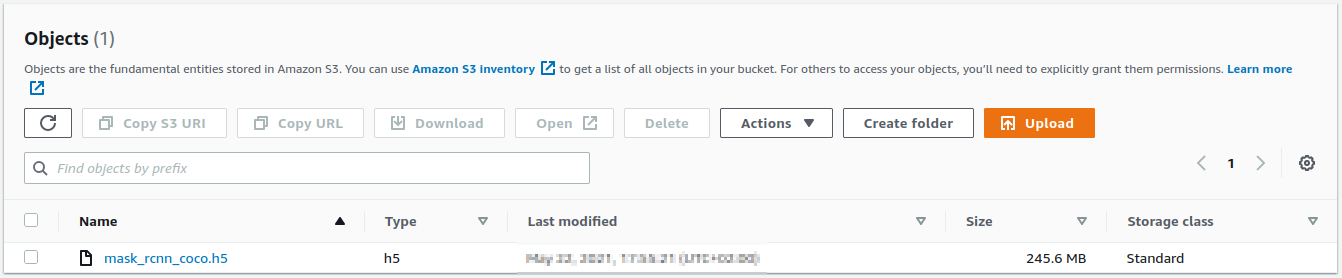 Objects (1)
Objects are the fundamental entities stored in Amazon S3. You can use Amazon S3 inventory to get a list of all objects in your bucket. For others to access your objects, you'll need to explicitly grant them permissions. Learn more
Copy S3 URI Copy URL Download Open Delete Actions Create folder Upload
Find objects by prefix 1
Name Type Last modified Size Storage class
mask_rcnn_coco.h5 h5 245.6 MB Standard